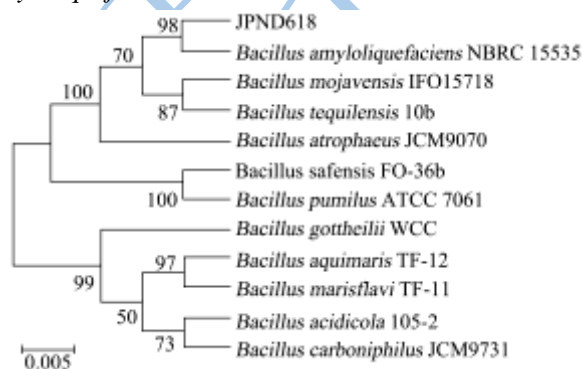 98
JPND618
Bacillus amyloliquefaciens NBRC 15535
70
Bacillus mojavensis IFO15718
87
Bacillus tequilensis 10b
100
Bacillus atrophaeus JCM9070
Bacillus safensis FO-36b
100
Bacillus pumilus ATCC 7061
Bacillus gottheilii WCC
99
97
Bacillus aquimaris TF-12
Bacillus marisflavi TF-11
50
Bacillus acidicola 105-2
73
Bacillus carboniphilus JCM9731
0.005